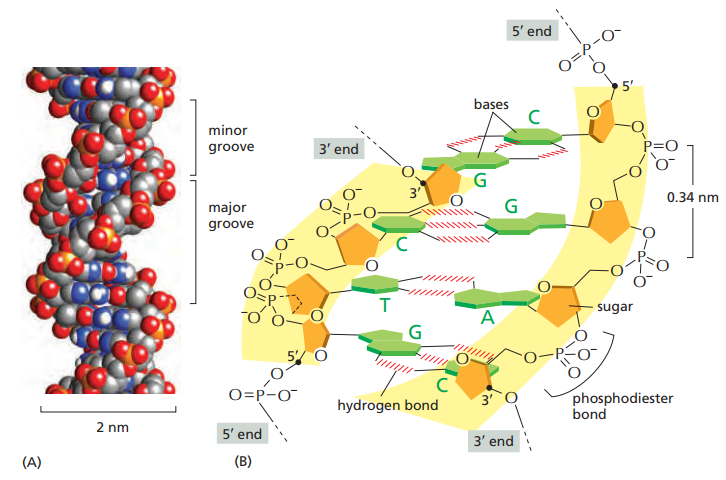 minor
groove
major
groove
2 nm
(A)
5′ end
O⁻
P
O
O
5′
bases
C
O
O
P=O
O⁻
O
3′ end
O
3′
G
O
0.34 nm
O⁻
O
P
O
C
O
G
O
O
P
O
O⁻
O
O⁻
O
P
O
O
O
P
⁻O
O
O
T
A
O
sugar
O
G
5′
O
O
O
O
P
O⁻
O
C
3′
O
O=P–O⁻
hydrogen bond
phosphodiester
bond
5′ end
3′ end
(B)